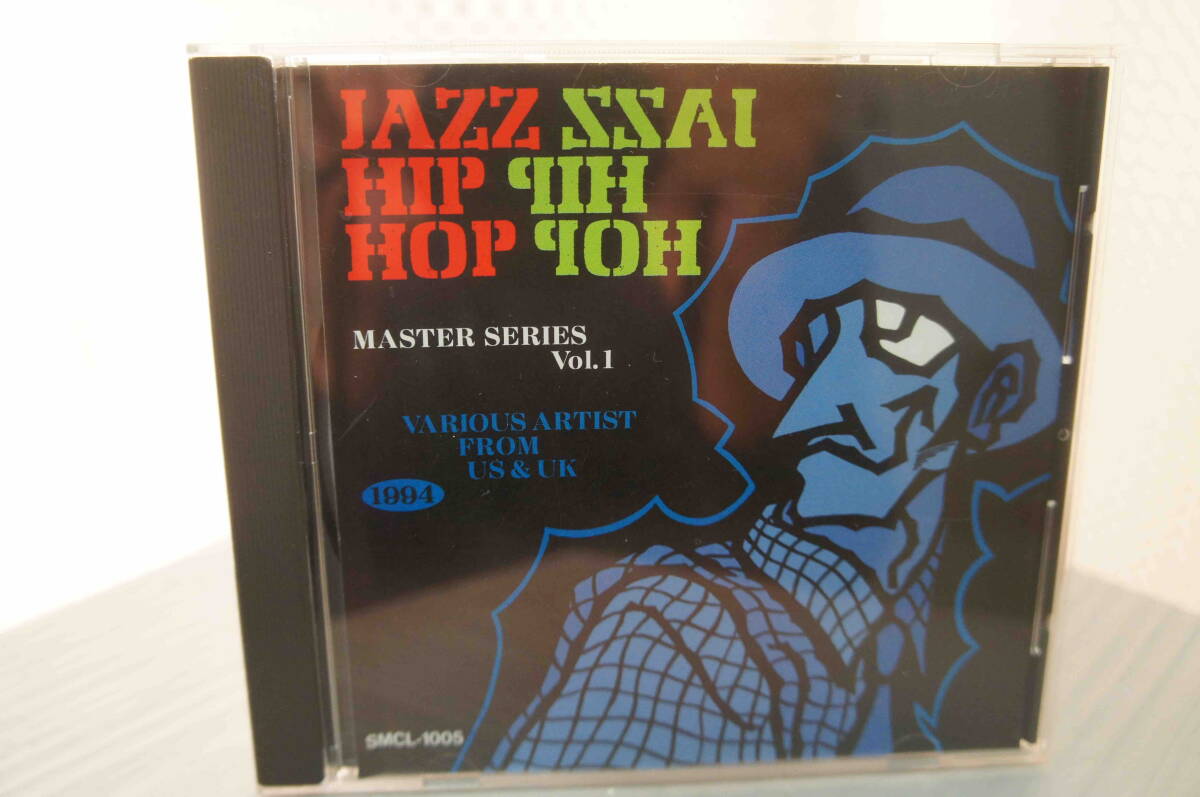 JAZZ JAZZ
HIP HIP
HOP HOP
MASTER SERIES
Vol.1
VARIOUS ARTIST
FROM
US & UK
1994
SMCL-1005